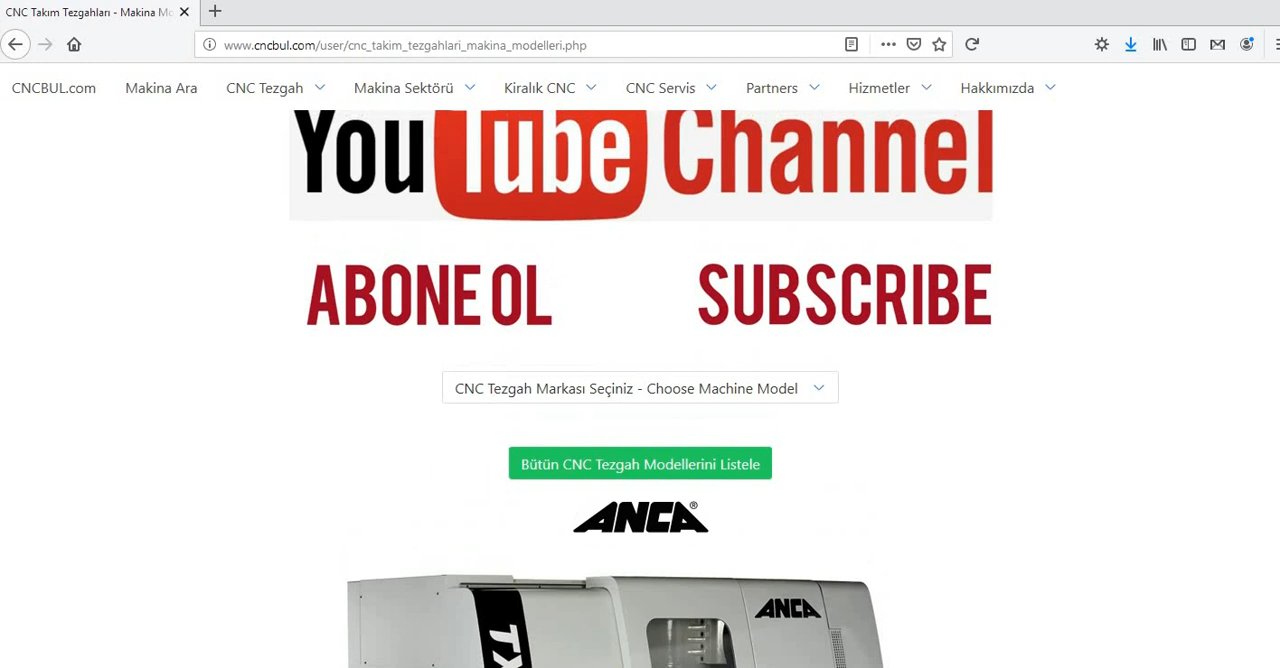 CNC Takım Tezgahları - Makina Mo
www.cncbul.com/user/cnc_takim_tezgahlari_makina_modelleri.php
CNCBUL.com Makina Ara CNC Tezgah Makina Sektörü Kiralık CNC CNC Servis Partners Hizmetler Hakkımızda
YouTube Channel
ABONE OL SUBSCRIBE
CNC Tezgah Markası Seçiniz - Choose Machine Model
Bütün CNC Tezgah Modellerini Listele
ANCA®
ANCA
TX